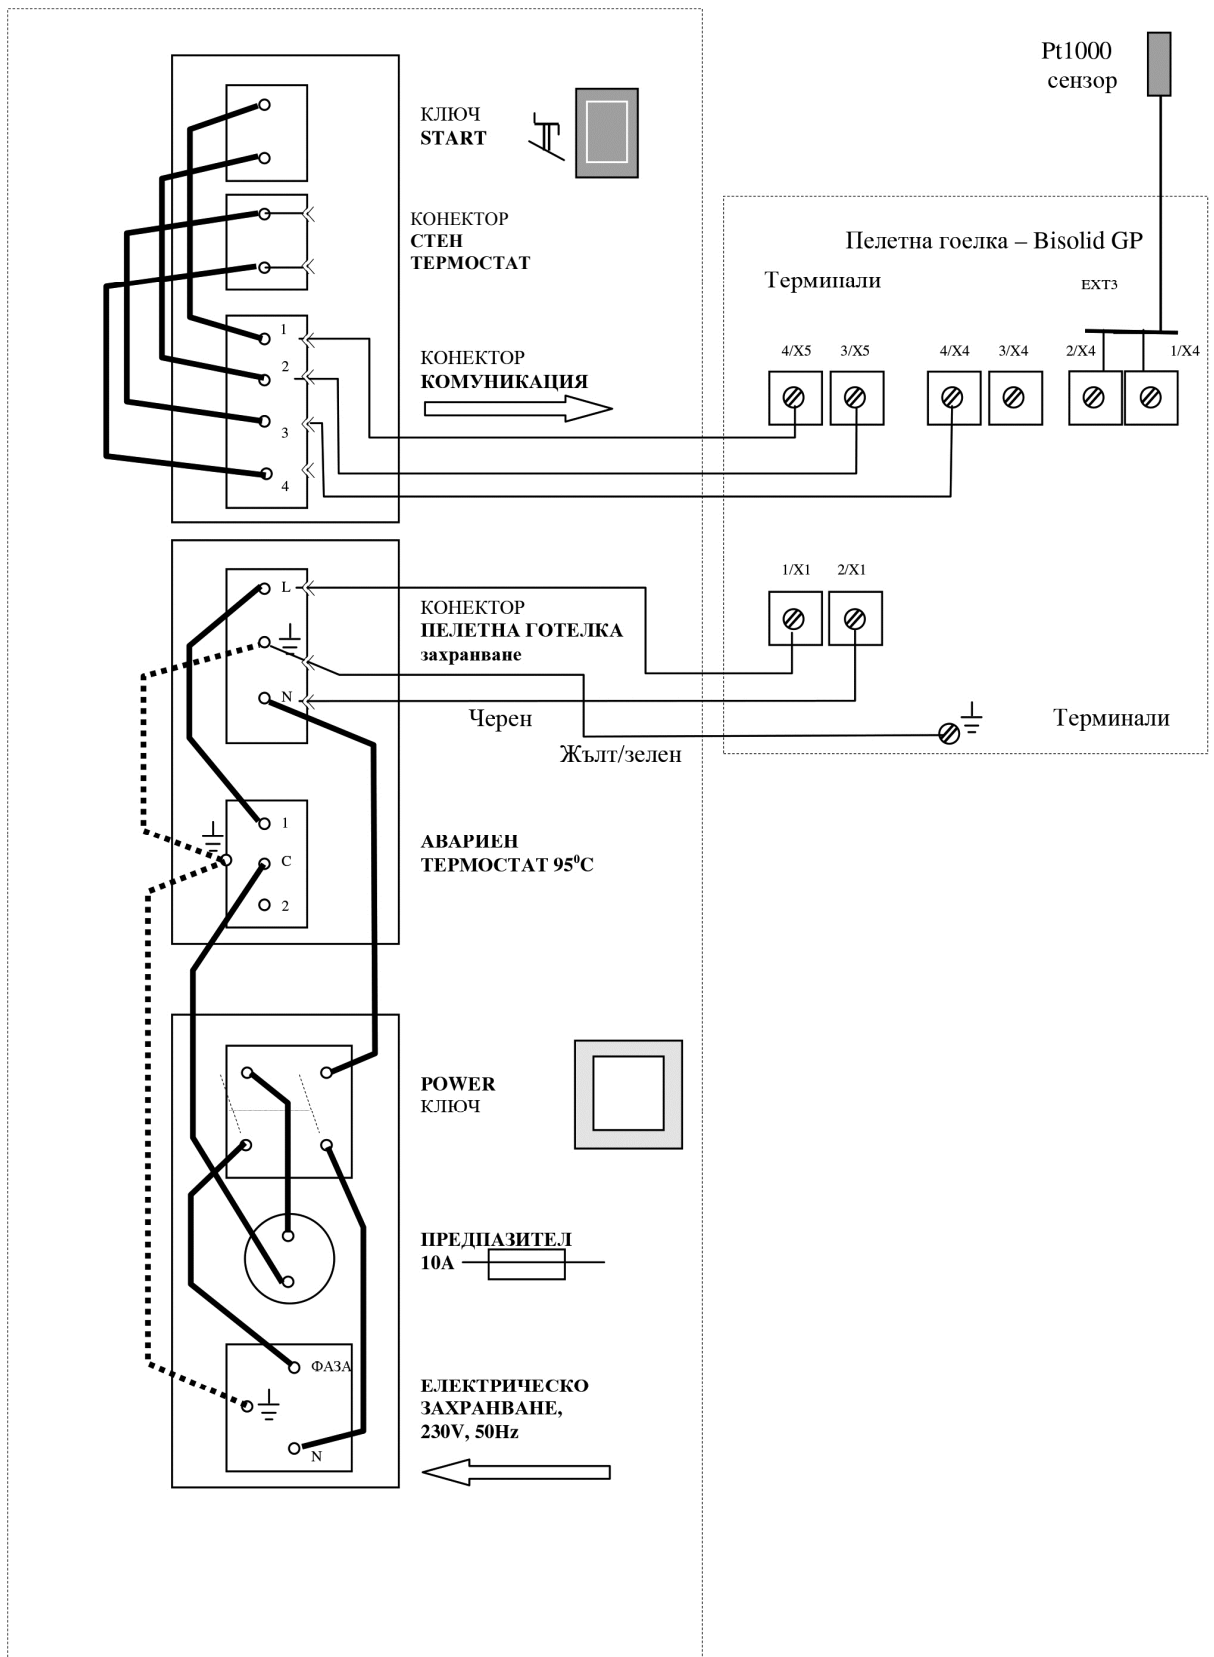 Pt1000
сензор
КЛЮЧ
START
КОНЕКТОР
СТЕН
ТЕРМОСТАТ
Пелетна гоелка – Bisolid GP
Термипали
EXT3
1
2
3
4
КОНЕКТОР
КОМУНИКАЦИЯ
4/X5
3/X5
4/X4
3/X4
2/X4
1/X4
L
N
КОНЕКТОР
ПЕЛЕТНА ГОТЕЛКА
захранване
1/X1
2/X1
Черен
Жълт/зелен
Терминали
1
C
2
АВАРИЕН
ТЕРМОСТАТ 95⁰C
POWER
КЛЮЧ
ПРЕДПАЗИТЕЛ
10A
ФАЗА
N
ЕЛЕКТРИЧЕСКО
ЗАХРАНВАНЕ,
230V, 50Hz